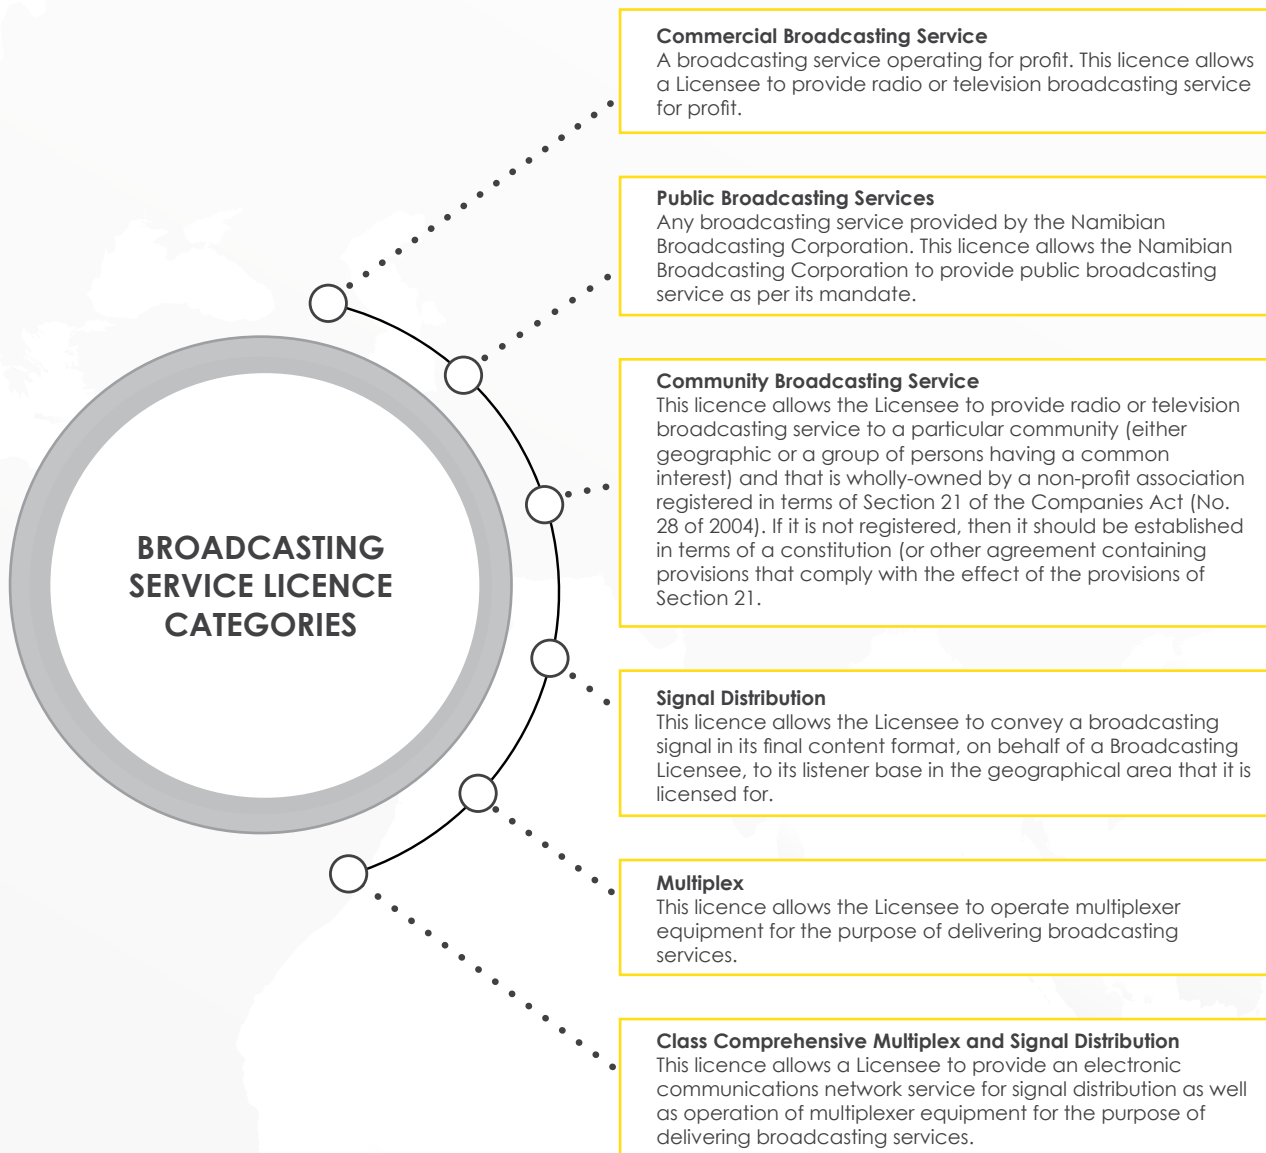 Commercial Broadcasting Service
A broadcasting service operating for profit. This licence allows
a Licensee to provide radio or television broadcasting service
for profit.
Public Broadcasting Services
Any broadcasting service provided by the Namibian
Broadcasting Corporation. This licence allows the Namibian
Broadcasting Corporation to provide public broadcasting
service as per its mandate.
Community Broadcasting Service
This licence allows the Licensee to provide radio or television
broadcasting service to a particular community (either
geographic or a group of persons having a common
interest) and that is wholly-owned by a non-profit association
registered in terms of Section 21 of the Companies Act (No.
28 of 2004). If it is not registered, then it should be established
in terms of a constitution (or other agreement containing
provisions that comply with the effect of the provisions of
Section 21.
BROADCASTING
SERVICE LICENCE
CATEGORIES
Signal Distribution
This licence allows the Licensee to convey a broadcasting
signal in its final content format, on behalf of a Broadcasting
Licensee, to its listener base in the geographical area that it is
licensed for.
Multiplex
This licence allows the Licensee to operate multiplexer
equipment for the purpose of delivering broadcasting
services.
Class Comprehensive Multiplex and Signal Distribution
This licence allows a Licensee to provide an electronic
communications network service for signal distribution as well
as operation of multiplexer equipment for the purpose of
delivering broadcasting services.